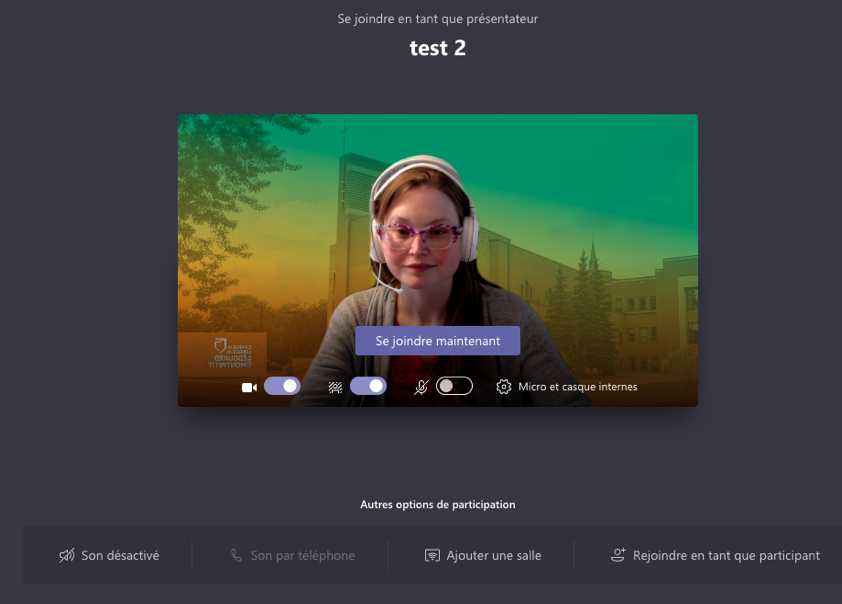 Se joindre en tant que présentateur
test 2
Se joindre maintenant
Micro et casque internes
Autres options de participation
Son désactivé
Son par téléphone
Ajouter une salle
Rejoindre en tant que participant